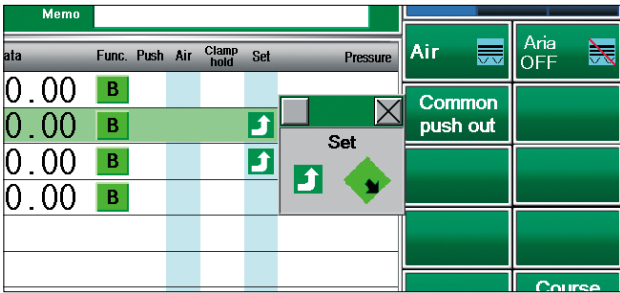 Memo
ata Func. Push Air Clamp hold Set Pressure
0.00 B
0.00 B
0.00 B
0.00 B
Set
Air
Aria
OFF
Common
push out
Course